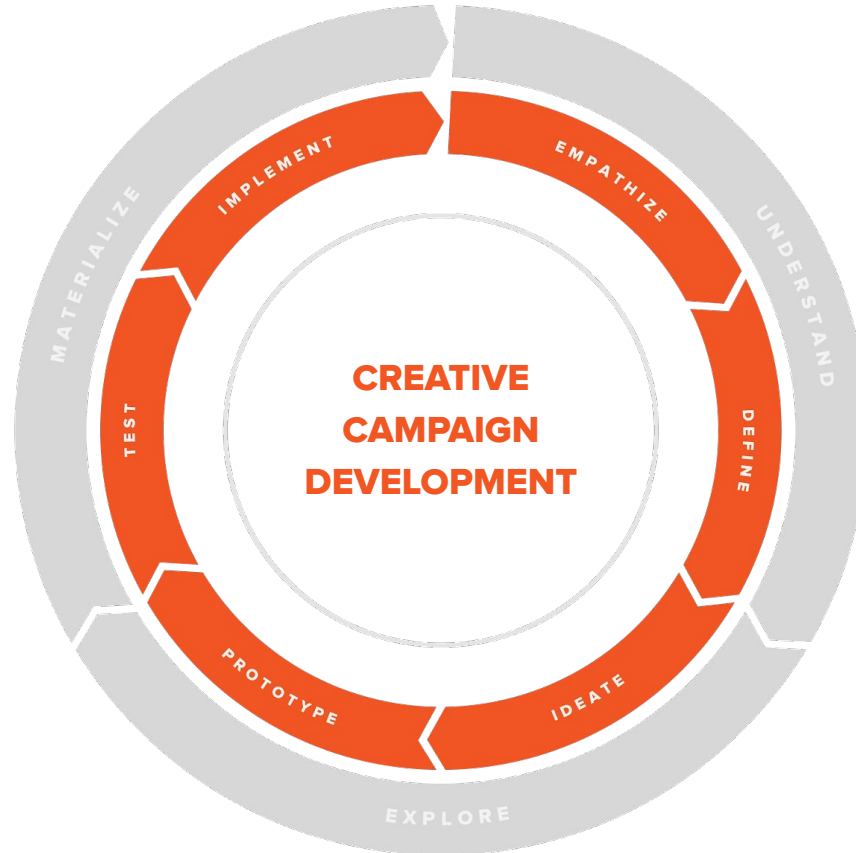 CREATIVE
CAMPAIGN
DEVELOPMENT
EMPATHIZE
DEFINE
IDEATE
PROTOTYPE
TEST
IMPLEMENT
UNDERSTAND
EXPLORE
MATERIALIZE